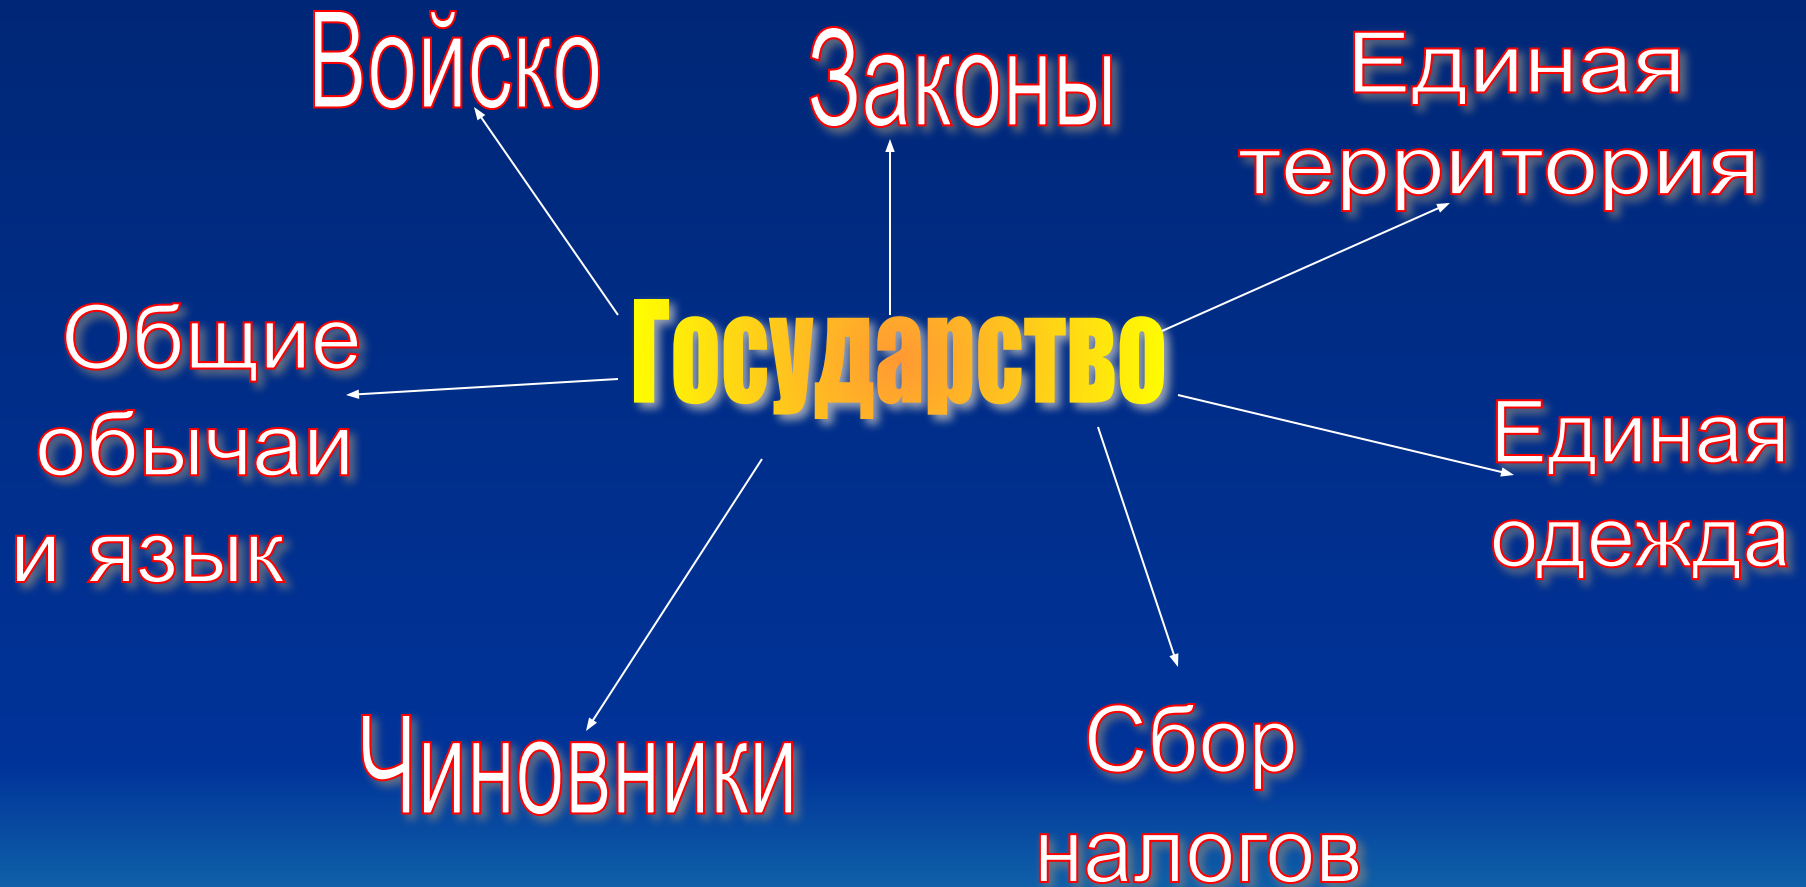 Войско
Законы
Единая
территория
Государство
Общие
обычаи
и язык
Единая
одежда
Чиновники
Сбор
налогов